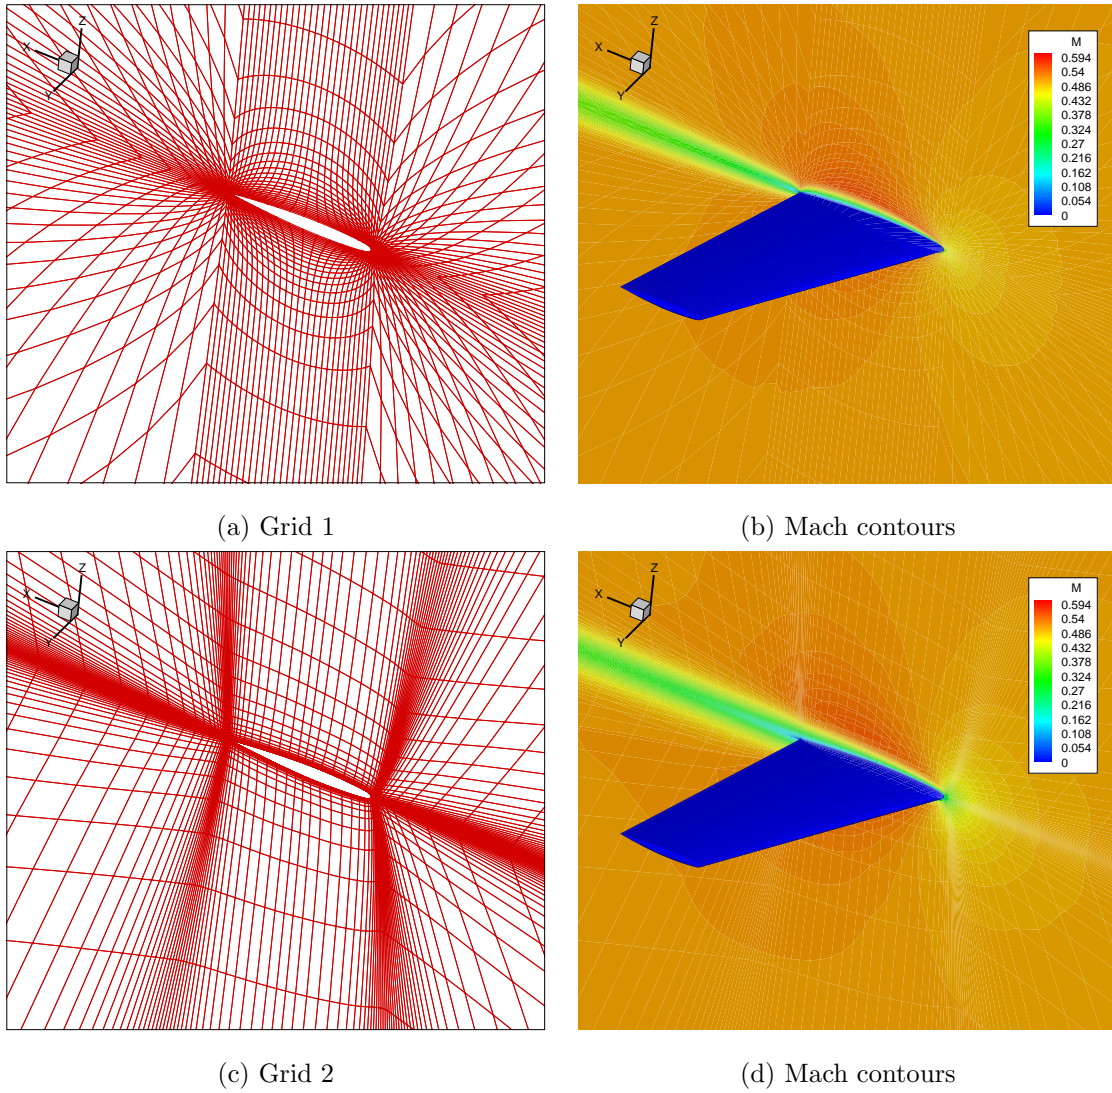 Z
X
Y
Z
X
Y
M
0.594
0.54
0.486
0.432
0.378
0.324
0.27
0.216
0.162
0.108
0.054
0
(a) Grid 1
(b) Mach contours
Z
X
Y
Z
X
Y
M
0.594
0.54
0.486
0.432
0.378
0.324
0.27
0.216
0.162
0.108
0.054
0
(c) Grid 2
(d) Mach contours